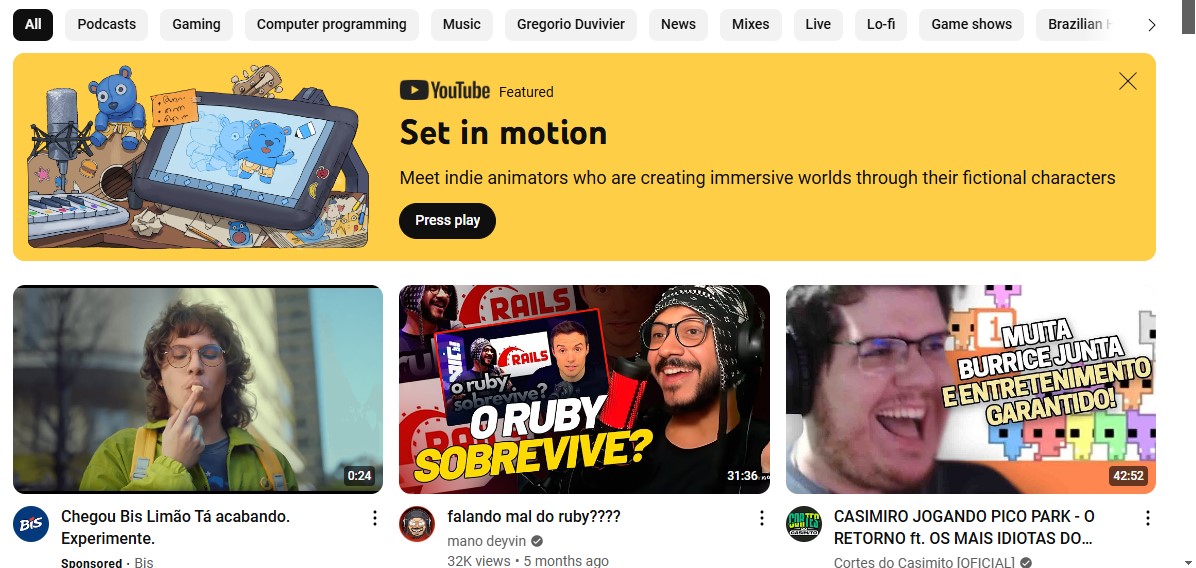 All
Podcasts
Gaming
Computer programming
Music
Gregorio Duvivier
News
Mixes
Live
Lo-fi
Game shows
Brazilian
YouTube Featured
Set in motion
Meet indie animators who are creating immersive worlds through their fictional characters
Press play
0:24
RAILS
RAILS
o ruby
sobrevive?
O RUBY
SOBREVIVE?
31:36
1
MUITA
BURRICE JUNTA
E ENTRETENIMENTO
GARANTIDO!
42:52
BIS
Chegou Bis Limão Tá acabando.
Experimente.
Sponsored · Bis
falando mal do ruby????
mano deyvin
32K views • 5 months ago
CORTES
CASIMIRO JOGANDO PICO PARK - O
RETORNO ft. OS MAIS IDIOTAS DO…
Cortes do Casimito [OFICIAL]